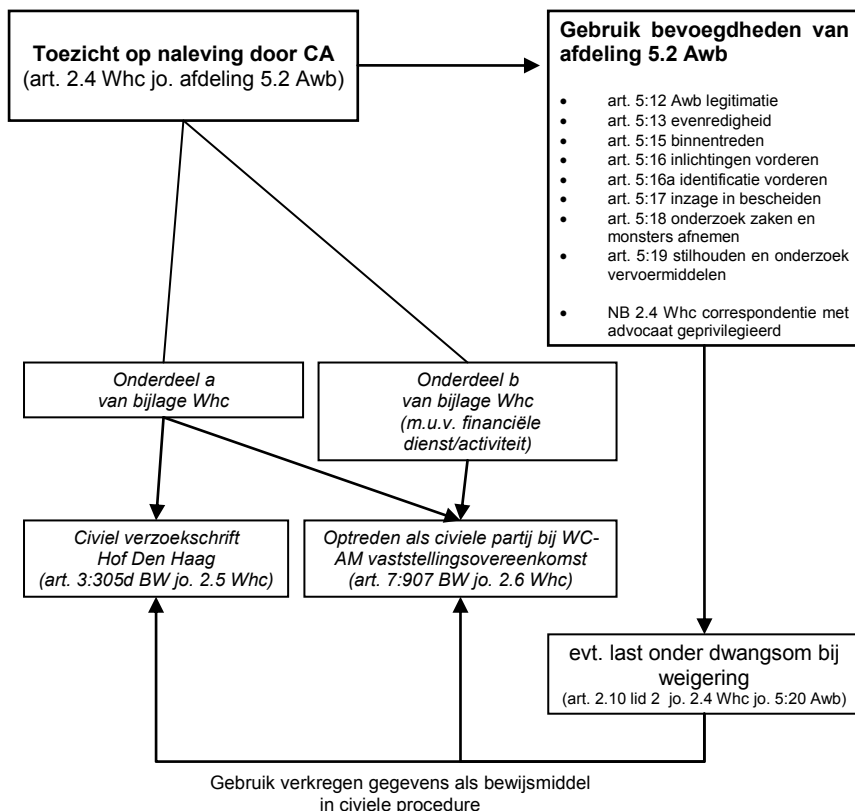 Toezicht op naleving door CA
(art. 2.4 Whc jo. afdeling 5.2 Awb)
Gebruik bevoegdheden van
afdeling 5.2 Awb
• art. 5:12 Awb legitimatie
• art. 5:13 evenredigheid
• art. 5:15 binnentreden
• art. 5:16 inlichtingen vorderen
• art. 5:16a identificatie vorderen
• art. 5:17 inzage in bescheiden
• art. 5:18 onderzoek zaken en
monsters afnemen
• art. 5:19 stilhouden en onderzoek
vervoermiddelen
• NB 2.4 Whc correspondentie met
advocaat geprivilegieerd
Onderdeel a
van bijlage Whc
Onderdeel b
van bijlage Whc
(m.u.v. financiële
dienst/activiteit)
Civiel verzoekschrift
Hof Den Haag
(art. 3:305d BW jo. 2.5 Whc)
Optreden als civiele partij bij WC-
AM vaststellingsovereenkomst
(art. 7:907 BW jo. 2.6 Whc)
evt. last onder dwangsom bij
weigering
(art. 2.10 lid 2 jo. 2.4 Whc jo. 5:20 Awb)
Gebruik verkregen gegevens als bewijsmiddel
in civiele procedure